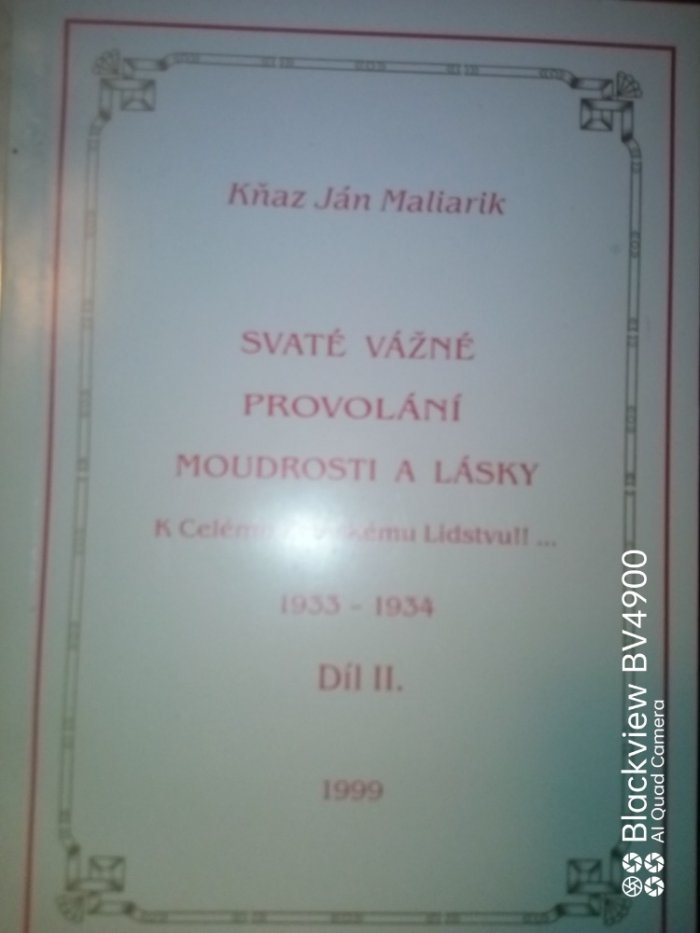 Kňaz Ján Maliarik
SVATÉ VÁŽNÉ
PROVOLÁNÍ
MOUDROSTI A LÁSKY
K Lidstvu!! ...
1933 - 1934
Díl II.
1999
Blackview BV4900
AI Quad Camera